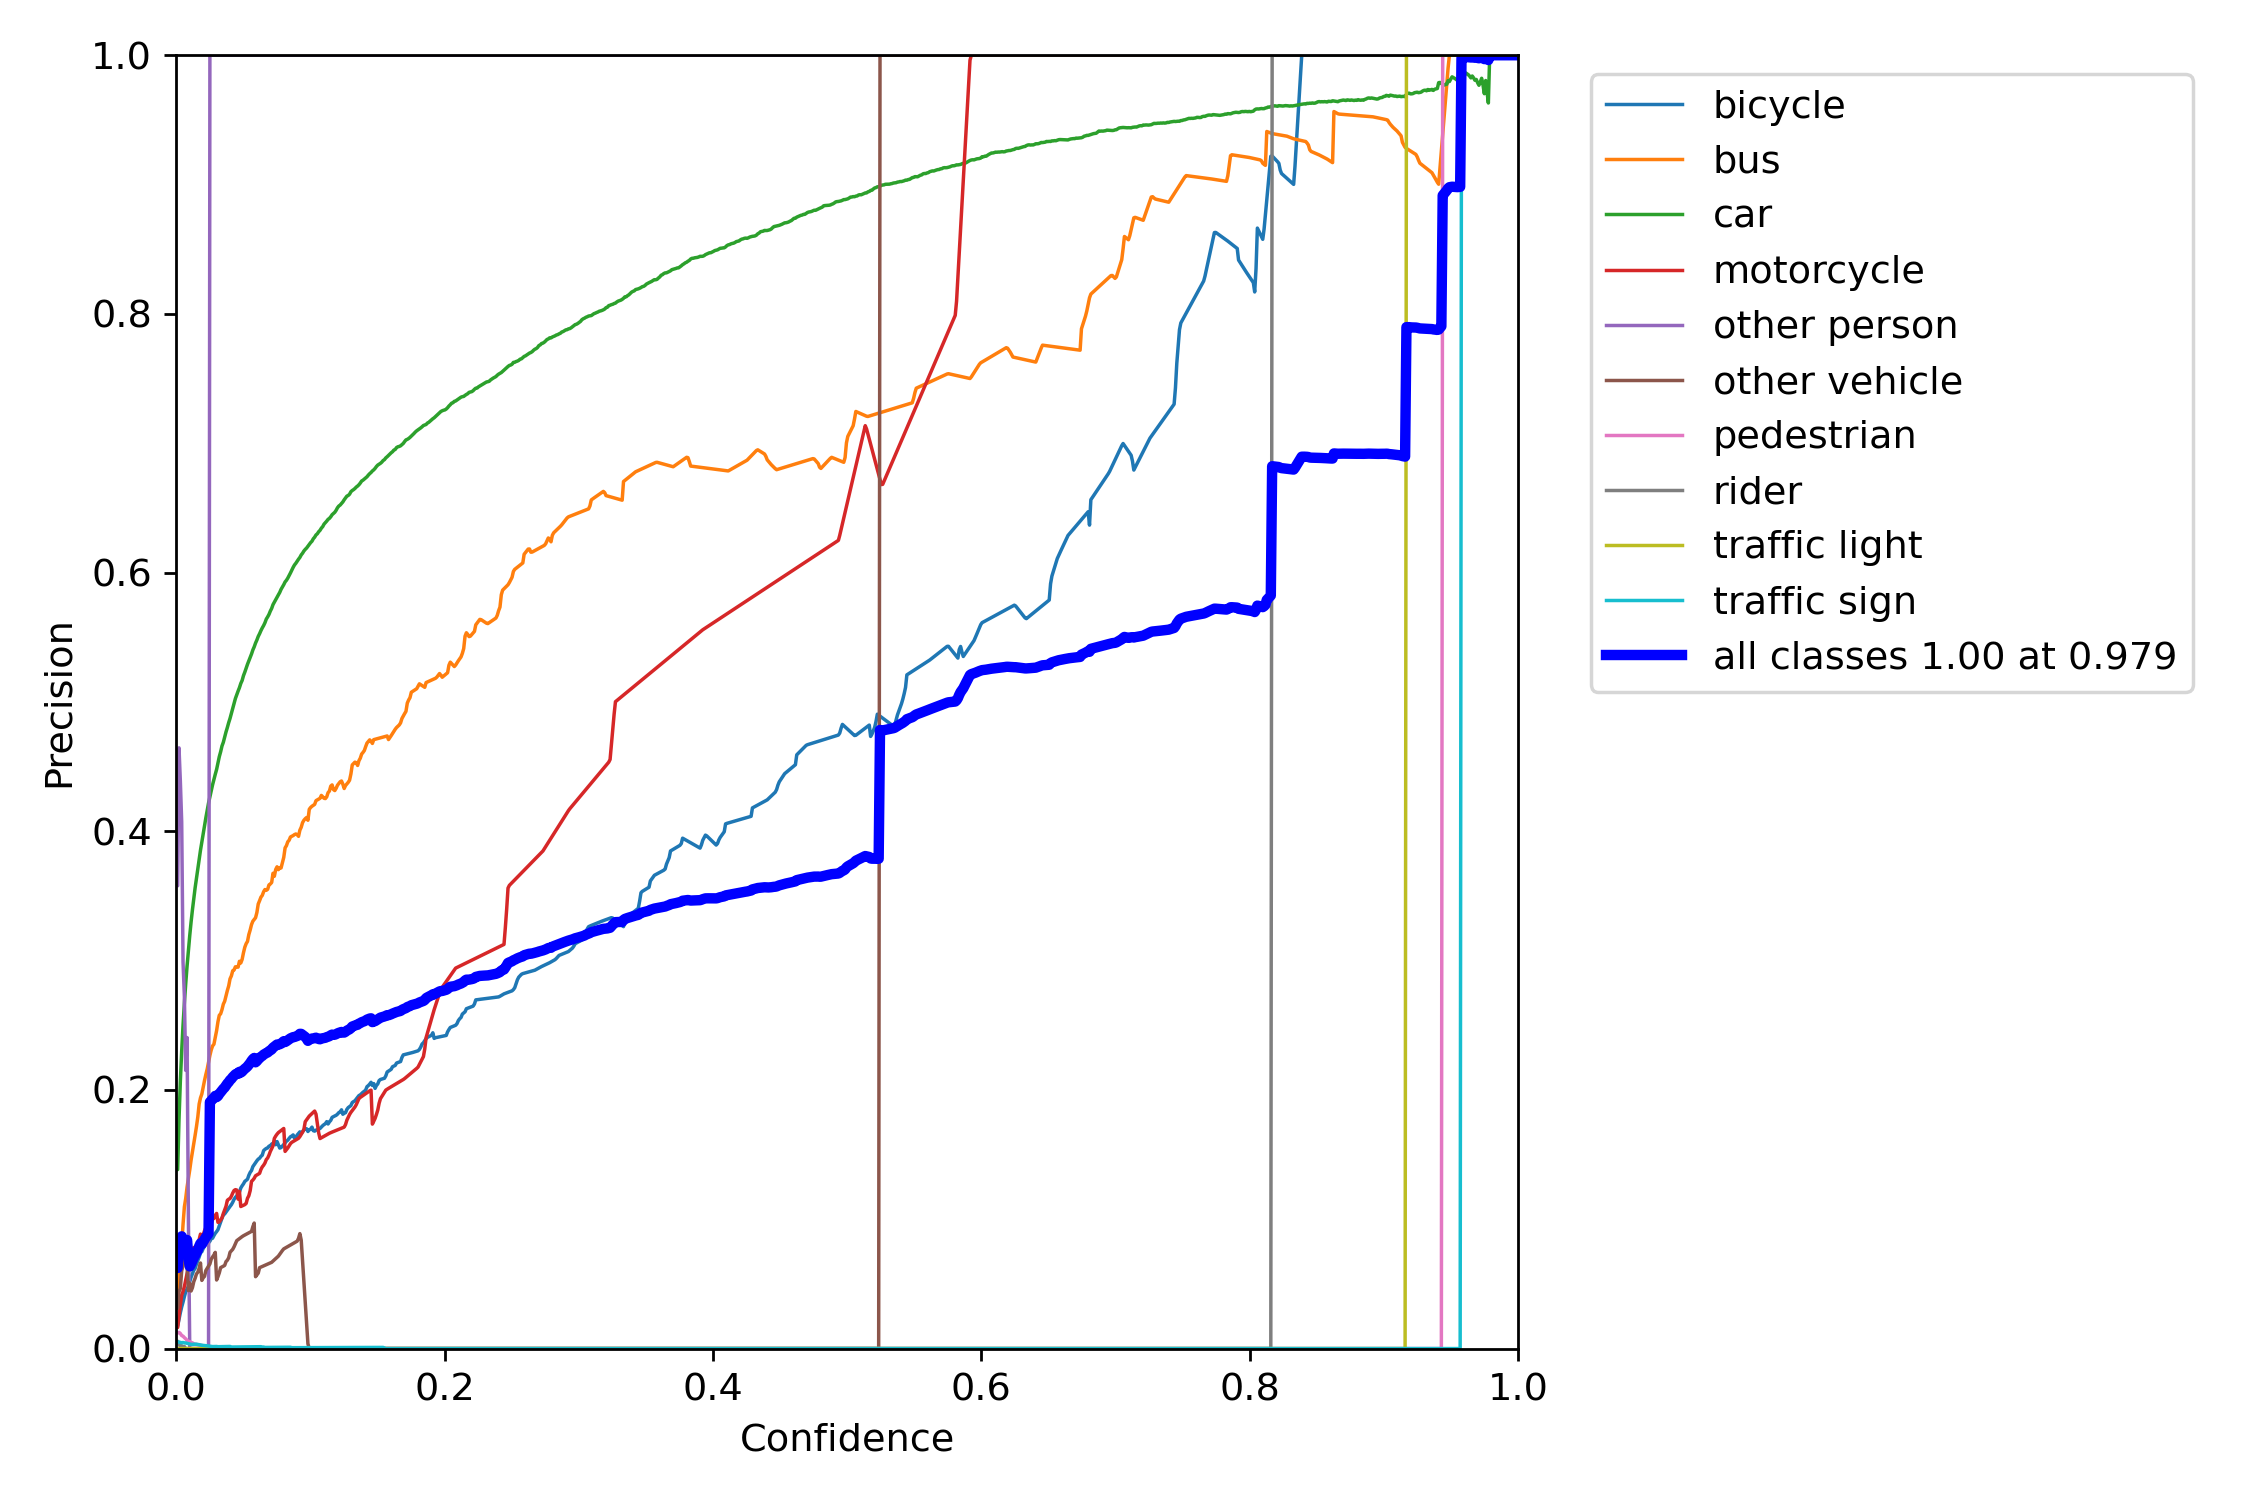 1.0
0.8
0.6
0.4
0.2
0.0
Precision
0.0 0.2 0.4 0.6 0.8 1.0
Confidence
bicycle
bus
car
motorcycle
other person
other vehicle
pedestrian
rider
traffic light
traffic sign
all classes 1.00 at 0.979